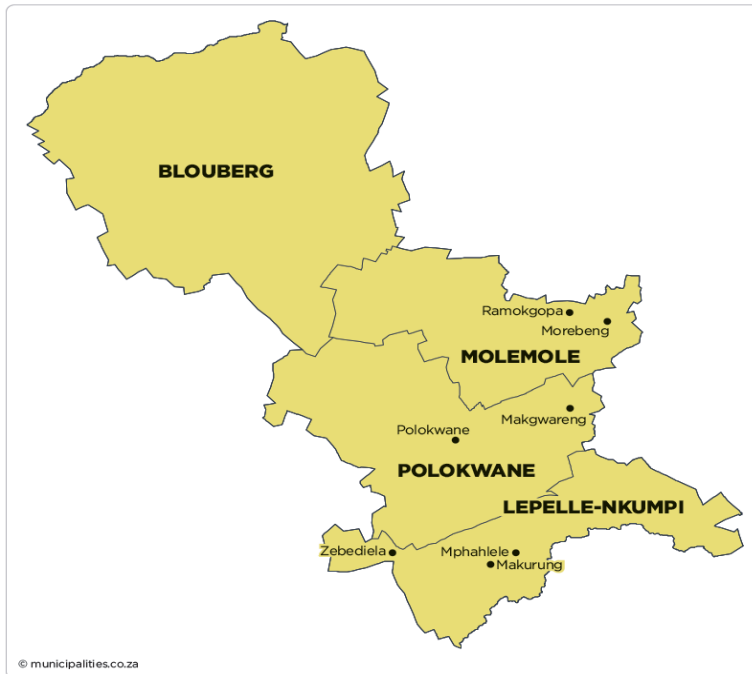 BLOUBERG
Ramokgopa
Morebeng
MOLEMOLE
Makgwareng
Polokwane
POLOKWANE
LEPELLE-NKUMPI
Zebediela
Mphahlele
Makurung
© municipalities.co.za